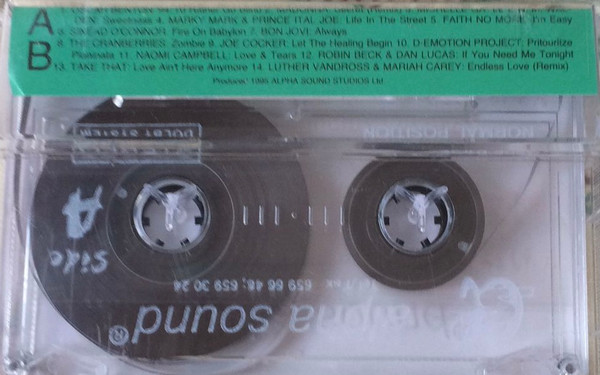 A
Sweetness 4. MARKY MARK & PRINCE ITAL JOE: Life In The Street 5. FAITH NO MORE: I'm Easy
6. SINEAD O'CONNOR: Fire On Babylon 7. BON JOVI: Always
B
8. THE CRANBERRIES: Zombie 9. JOE COCKER: Let The Healing Begin 10. D-EMOTION PROJECT: Pritourize
11. NAOMI CAMPBELL: Love & Tears 12. ROBIN BECK & DAN LUCAS: If You Need Me Tonight
13. TAKE THAT: Love Ain't Here Anymore 14. LUTHER VANDROSS & MARIAH CAREY: Endless Love (Remix)
1995 ALPHA SOUND STUDIOS Ltd.
DOLBY SYSTEM
NORMAL POSITION
Side A
659 66 46; 659 30 24
sound®